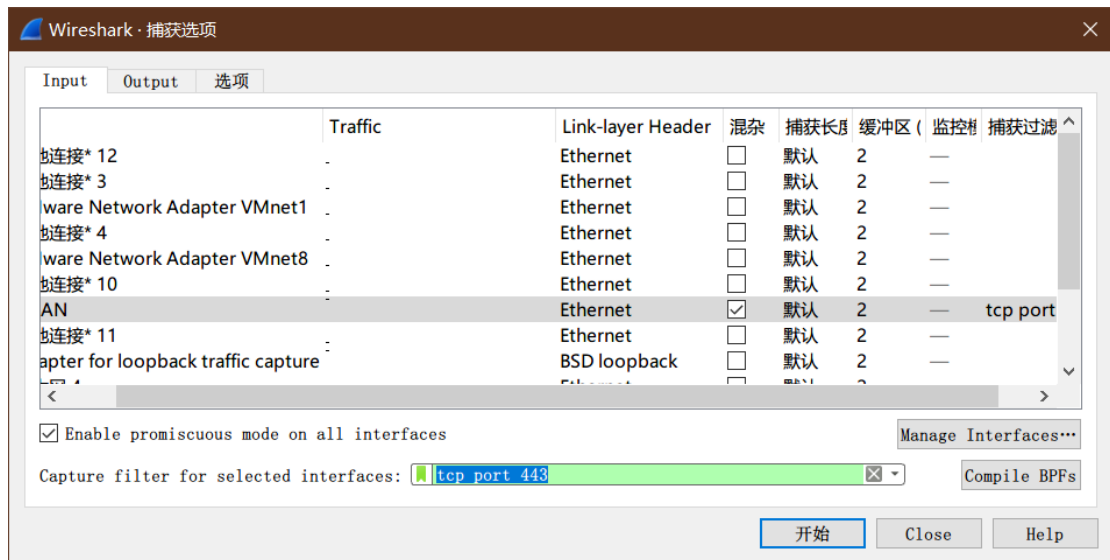 Wireshark · 捕获选项
Input Output 选项
Traffic Link-layer Header 混杂 捕获长度 缓冲区 ( 监控模 捕获过滤
连接* 12 - Ethernet 默认 2 —
连接* 3 - Ethernet 默认 2 —
ware Network Adapter VMnet1 - Ethernet 默认 2 —
连接* 4 - Ethernet 默认 2 —
ware Network Adapter VMnet8 - Ethernet 默认 2 —
连接* 10 - Ethernet 默认 2 —
AN Ethernet 默认 2 — tcp port
连接* 11 - Ethernet 默认 2 —
apter for loopback traffic capture BSD loopback 默认 2 —
Enable promiscuous mode on all interfaces
Manage Interfaces…
Capture filter for selected interfaces: tcp port 443
Compile BPFs
开始 Close Help